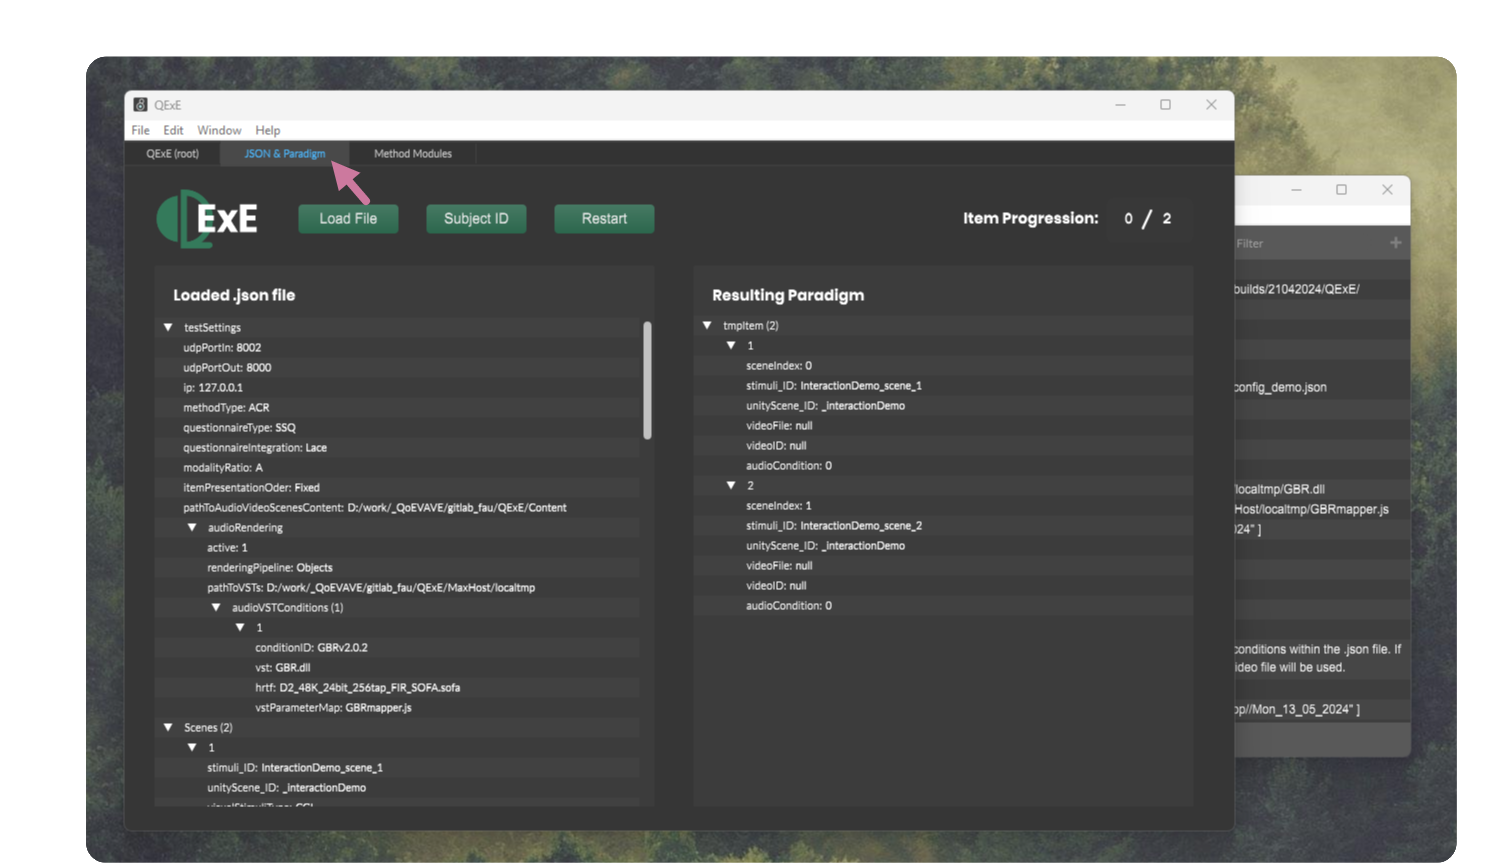 QExE
File Edit Window Help
QExE (root) JSON & Paradigm Method Modules
ExE
Load File Subject ID Restart
Item Progression: 0 / 2
Loaded .json file
testSettings
udpPortIn: 8002
udpPortOut: 8000
ip: 127.0.0.1
methodType: ACR
questionnaireType: SSQ
questionnaireIntegration: Lace
modalityRatio: A
itemPresentationOder: Fixed
pathToAudioVideoScenesContent: D:/work/_QoEVAVE/gitlab_fau/QExE/Content
audioRendering
active: 1
renderingPipeline: Objects
pathToVSTs: D:/work/_QoEVAVE/gitlab_fau/QExE/MaxHost/localtmp
audioVSTConditions (1)
1
conditionID: GBRv2.0.2
vst: GBR.dll
hrtf: D2_48K_24bit_256tap_FIR_SOFA.sofa
vstParameterMap: GBRmapper.js
Scenes (2)
1
stimuli_ID: InteractionDemo_scene_1
unityScene_ID: _interactionDemo
Resulting Paradigm
tmpItem (2)
1
sceneIndex: 0
stimuli_ID: InteractionDemo_scene_1
unityScene_ID: _interactionDemo
videoFile: null
videoID: null
audioCondition: 0
2
sceneIndex: 1
stimuli_ID: InteractionDemo_scene_2
unityScene_ID: _interactionDemo
videoFile: null
videoID: null
audioCondition: 0
Filter
builds/21042024/QExE/
config_demo.json
/localtmp/GBR.dll
Host/localtmp/GBRmapper.js
024" ]
conditions within the .json file. If
ideo file will be used.
op//Mon_13_05_2024" ]